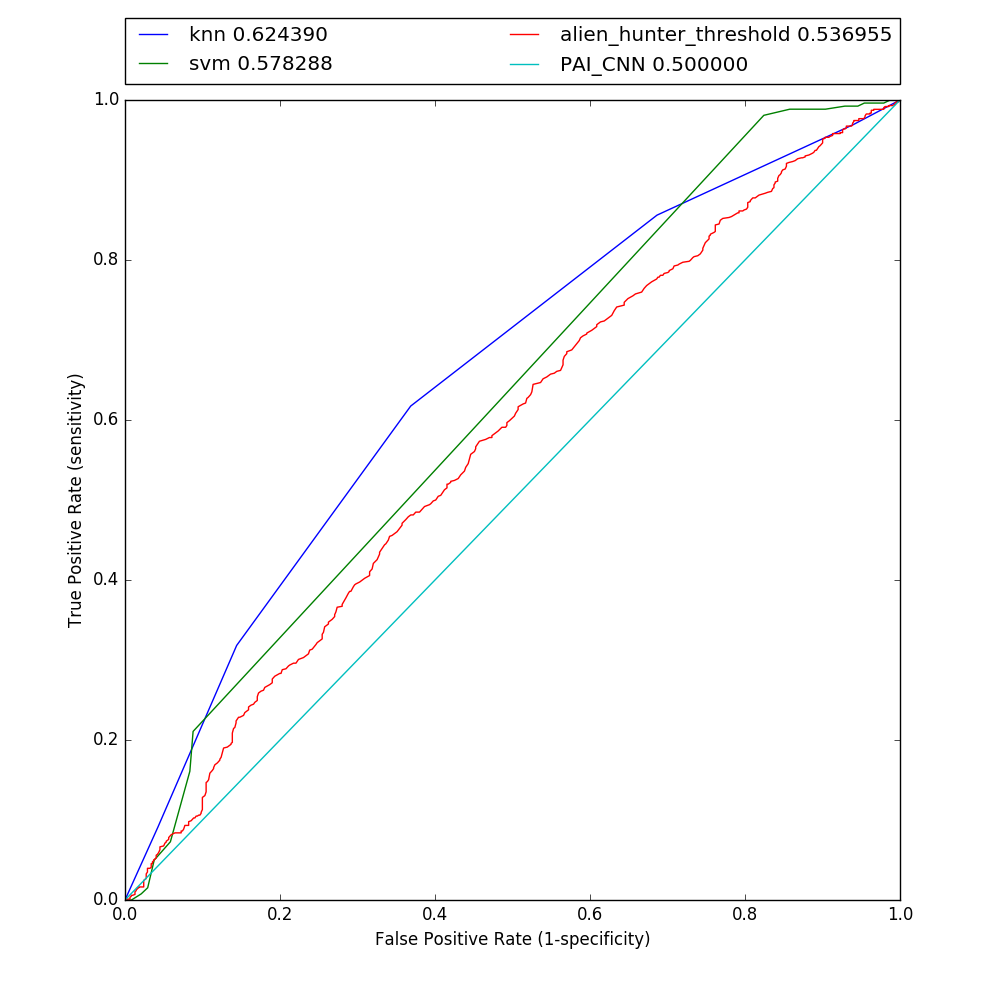 knn 0.624390
svm 0.578288
alien_hunter_threshold 0.536955
PAI_CNN 0.500000
1.0
0.8
0.6
0.4
0.2
0.0
True Positive Rate (sensitivity)
0.0 0.2 0.4 0.6 0.8 1.0
False Positive Rate (1-specificity)